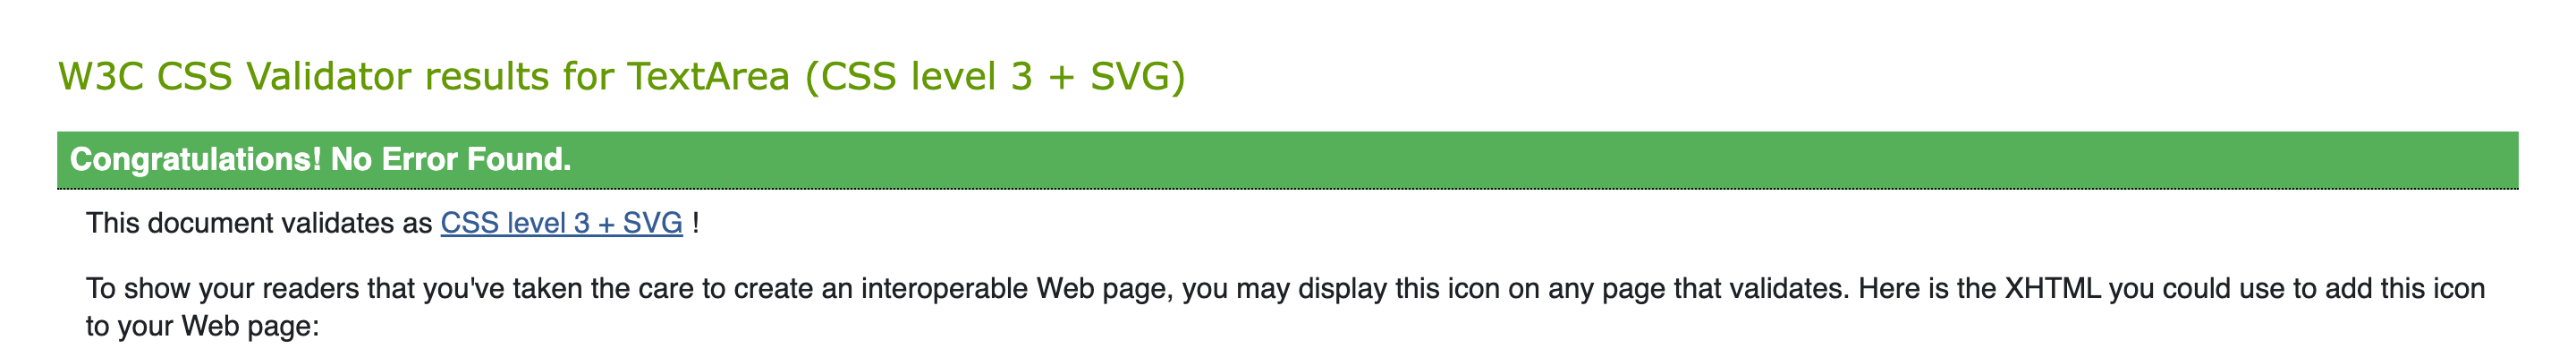 W3C CSS Validator results for TextArea (CSS level 3 + SVG)
Congratulations! No Error Found.
This document validates as CSS level 3 + SVG !
To show your readers that you've taken the care to create an interoperable Web page, you may display this icon on any page that validates. Here is the XHTML you could use to add this icon
to your Web page: